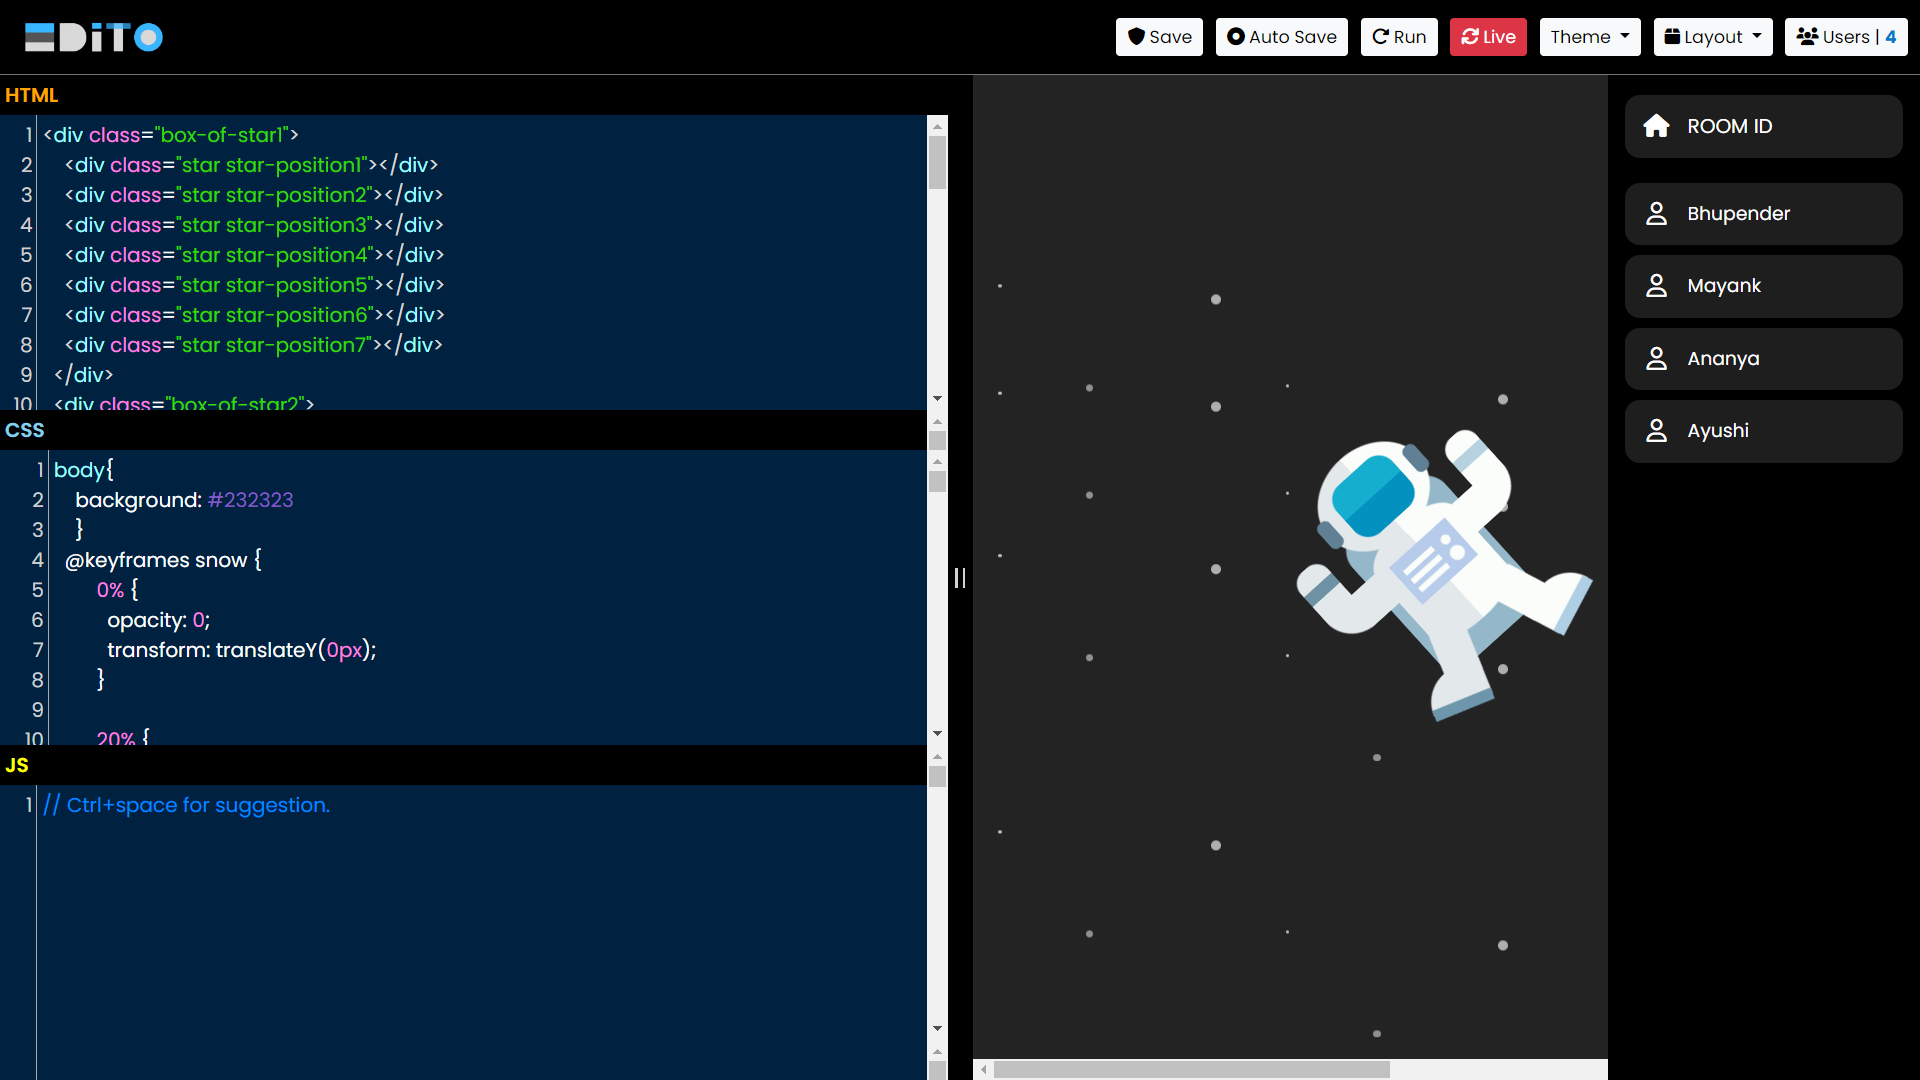 EDiTO
Save Auto Save Run Live Theme Layout Users | 4
HTML
1 <div class="box-of-star1">
2 <div class="star star-position1"></div>
3 <div class="star star-position2"></div>
4 <div class="star star-position3"></div>
5 <div class="star star-position4"></div>
6 <div class="star star-position5"></div>
7 <div class="star star-position6"></div>
8 <div class="star star-position7"></div>
9 </div>
10 <div class="box-of-star2">
CSS
1 body{
2 background: #232323
3 }
4 @keyframes snow {
5 0% {
6 opacity: 0;
7 transform: translateY(0px);
8 }
9
10 20% {
JS
1 // Ctrl+space for suggestion.
ROOM ID
Bhupender
Mayank
Ananya
Ayushi